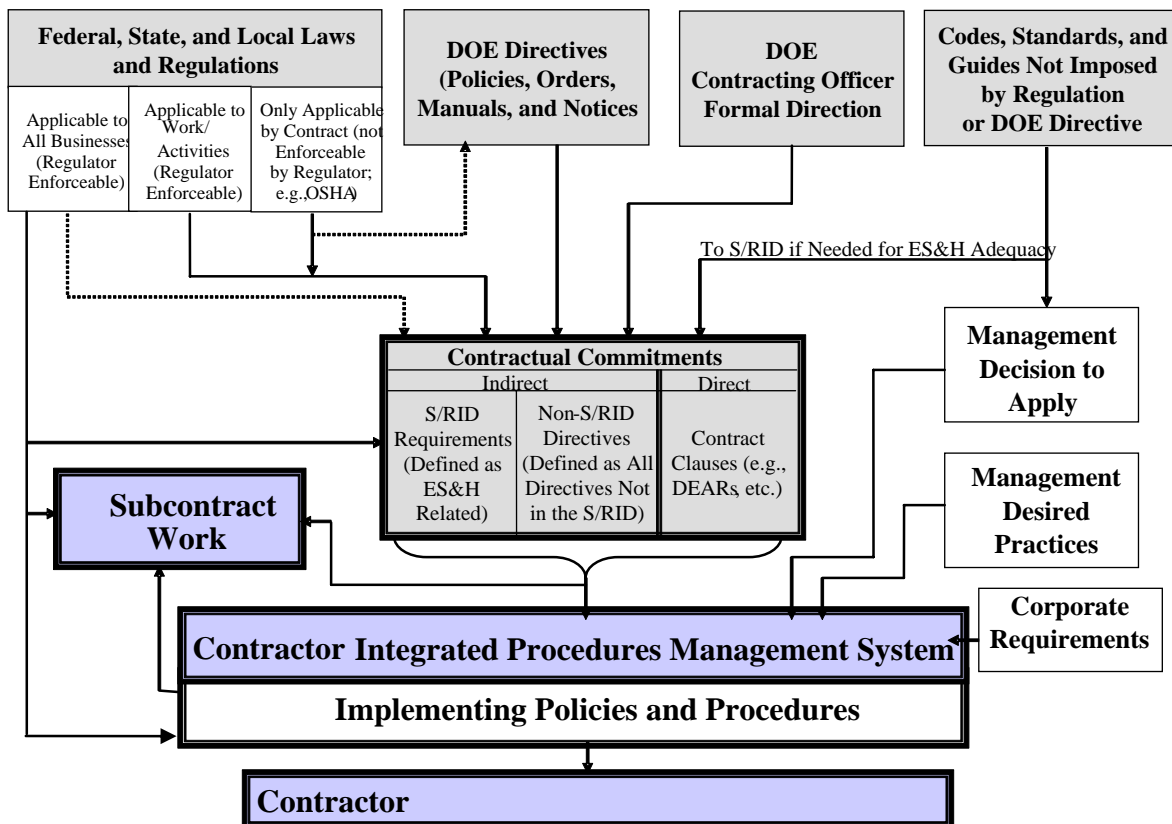 Federal, State, and Local Laws
and Regulations
Applicable to
All Businesses
(Regulator
Enforceable)
Applicable to
Work/
Activities
(Regulator
Enforceable)
Only Applicable
by Contract (not
Enforceable
by Regulator;
e.g.,OSHA)
DOE Directives
(Policies, Orders,
Manuals, and Notices
DOE
Contracting Officer
Formal Direction
Codes, Standards, and
Guides Not Imposed
by Regulation
or DOE Directive
To S/RID if Needed for ES&H Adequacy
Contractual Commitments
Indirect
Direct
S/RID
Requirements
(Defined as
ES&H
Related)
Non-S/RID
Directives
(Defined as All
Directives Not
in the S/RID)
Contract
Clauses (e.g.,
DEARs, etc.)
Management
Decision to
Apply
Management
Desired
Practices
Subcontract
Work
Corporate
Requirements
Contractor Integrated Procedures Management System
Implementing Policies and Procedures
Contractor